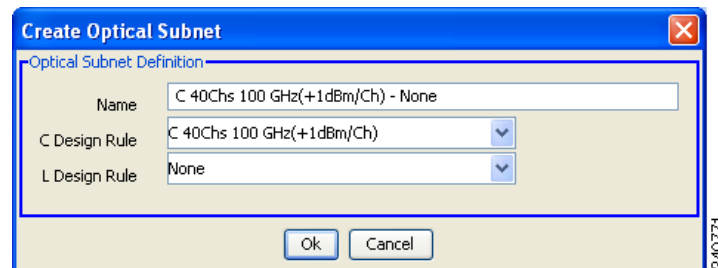 Create Optical Subnet
Optical Subnet Definition
Name C 40Chs 100 GHz(+1dBm/Ch) - None
C Design Rule C 40Chs 100 GHz(+1dBm/Ch)
L Design Rule None
Ok Cancel